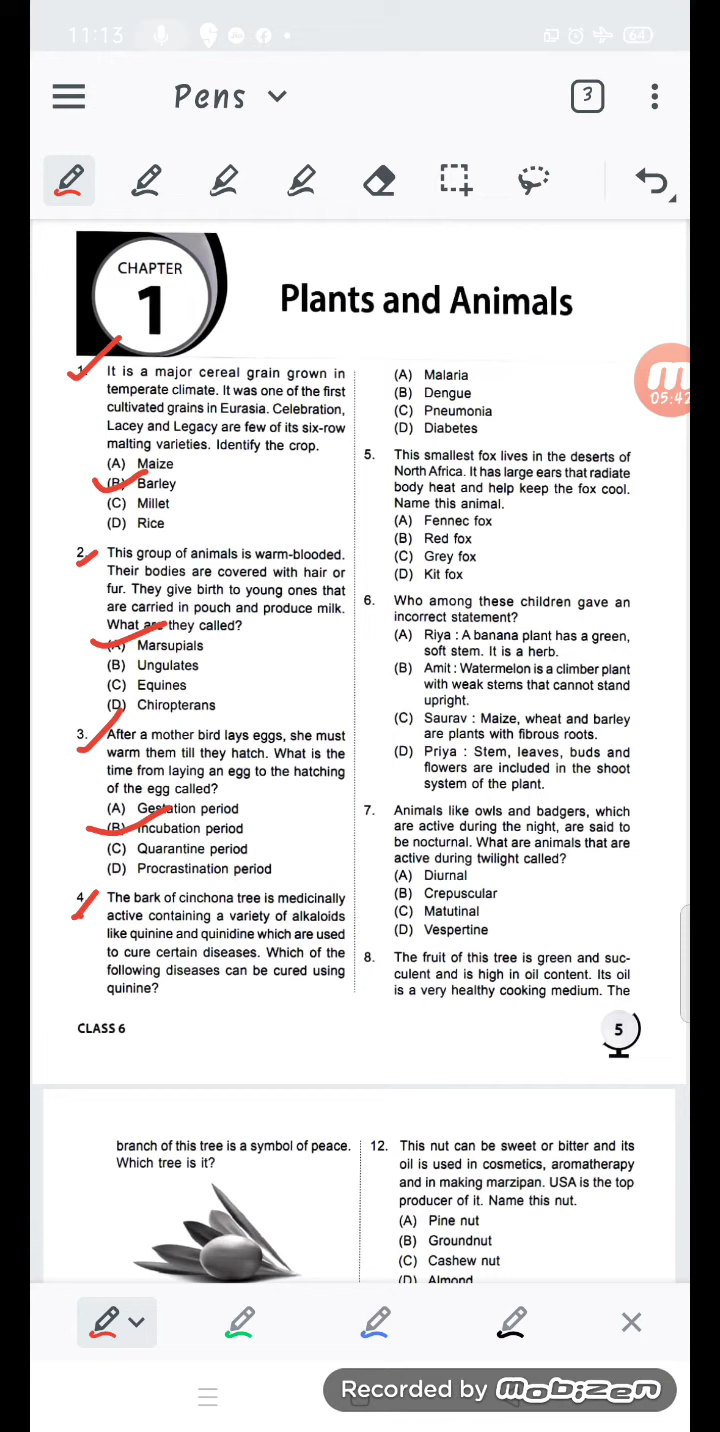 11:13
64
Pens
3
CHAPTER
1
Plants and Animals
1. It is a major cereal grain grown in
temperate climate. It was one of the first
cultivated grains in Eurasia. Celebration,
Lacey and Legacy are few of its six-row
malting varieties. Identify the crop.
(A) Maize
(B) Barley
(C) Millet
(D) Rice
2. This group of animals is warm-blooded.
Their bodies are covered with hair or
fur. They give birth to young ones that
are carried in pouch and produce milk.
What are they called?
(A) Marsupials
(B) Ungulates
(C) Equines
(D) Chiropterans
3. After a mother bird lays eggs, she must
warm them till they hatch. What is the
time from laying an egg to the hatching
of the egg called?
(A) Gestation period
(B) Incubation period
(C) Quarantine period
(D) Procrastination period
4. The bark of cinchona tree is medicinally
active containing a variety of alkaloids
like quinine and quinidine which are used
to cure certain diseases. Which of the
following diseases can be cured using
quinine?
(A) Malaria
(B) Dengue
(C) Pneumonia
(D) Diabetes
5. This smallest fox lives in the deserts of
North Africa. It has large ears that radiate
body heat and help keep the fox cool.
Name this animal.
(A) Fennec fox
(B) Red fox
(C) Grey fox
(D) Kit fox
6. Who among these children gave an
incorrect statement?
(A) Riya : A banana plant has a green,
soft stem. It is a herb.
(B) Amit : Watermelon is a climber plant
with weak stems that cannot stand
upright.
(C) Saurav : Maize, wheat and barley
are plants with fibrous roots.
(D) Priya : Stem, leaves, buds and
flowers are included in the shoot
system of the plant.
7. Animals like owls and badgers, which
are active during the night, are said to
be nocturnal. What are animals that are
active during twilight called?
(A) Diurnal
(B) Crepuscular
(C) Matutinal
(D) Vespertine
8. The fruit of this tree is green and suc-
culent and is high in oil content. Its oil
is a very healthy cooking medium. The
05:42
CLASS 6
5
branch of this tree is a symbol of peace.
Which tree is it?
12. This nut can be sweet or bitter and its
oil is used in cosmetics, aromatherapy
and in making marzipan. USA is the top
producer of it. Name this nut.
(A) Pine nut
(B) Groundnut
(C) Cashew nut
(D) Almond
Recorded by mobizen